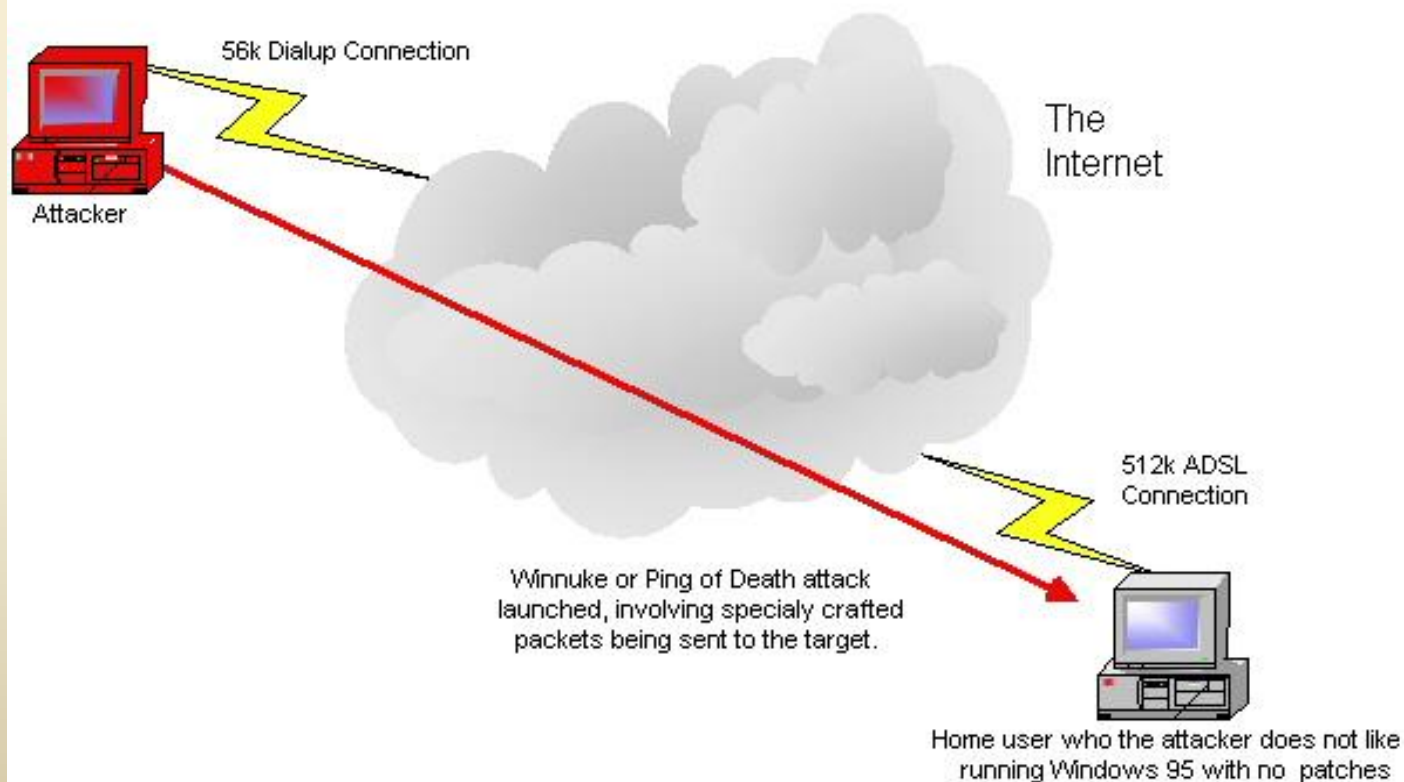 56k Dialup Connection
The
Internet
Attacker
512k ADSL
Connection
Winnuke or Ping of Death attack
launched, involving specialy crafted
packets being sent to the target.
Home user who the attacker does not like
running Windows 95 with no patches